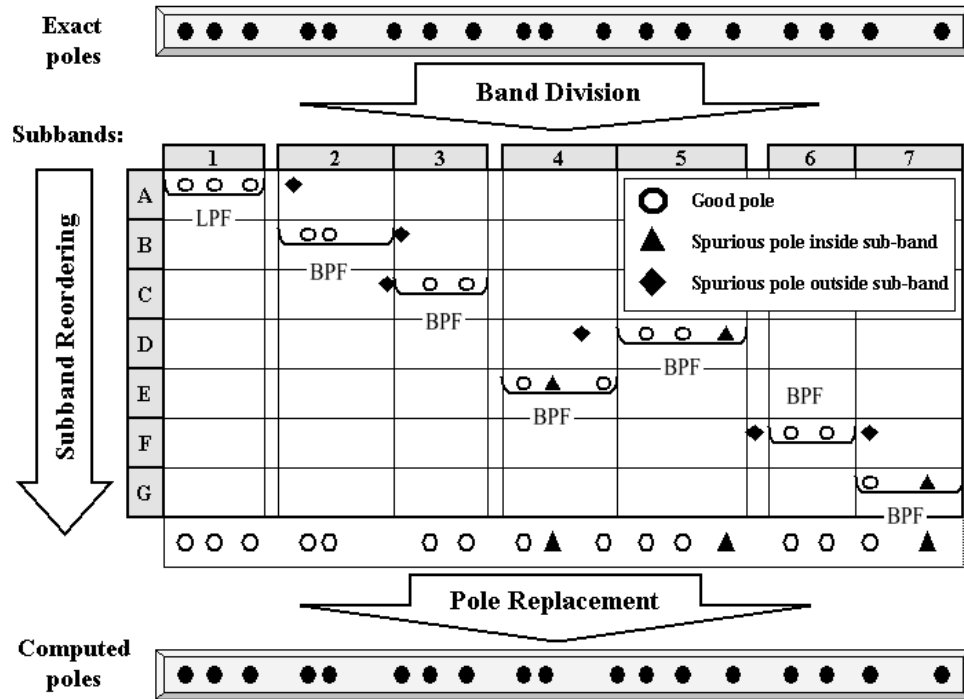 Exact
poles
Band Division
Subbands:
1 2 3 4 5 6 7
Subband Reordering
A
LPF
B
BPF
C
BPF
D
BPF
E
BPF
F
BPF
G
BPF
Good pole
Spurious pole inside sub-band
Spurious pole outside sub-band
Pole Replacement
Computed
poles